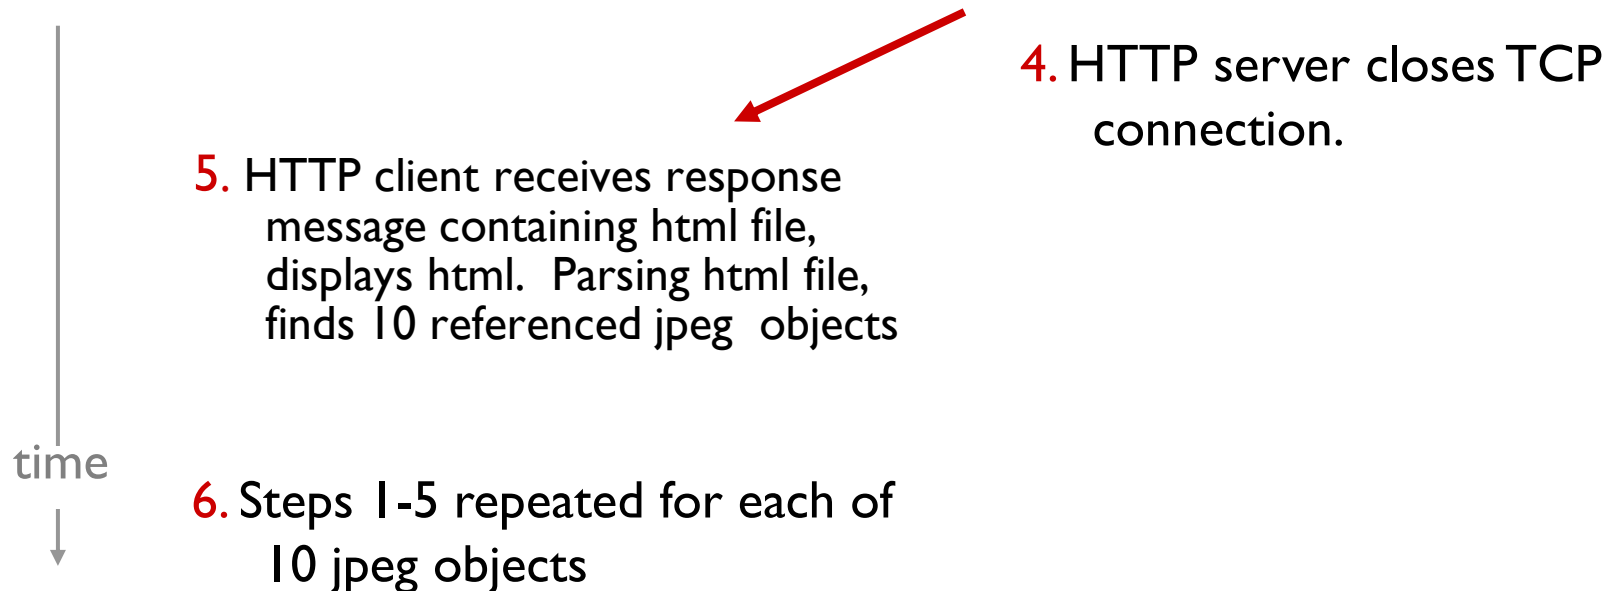 4. HTTP server closes TCP
connection.
5. HTTP client receives response
message containing html file,
displays html.  Parsing html file,
finds 10 referenced jpeg  objects
time
6. Steps 1-5 repeated for each of
10 jpeg objects